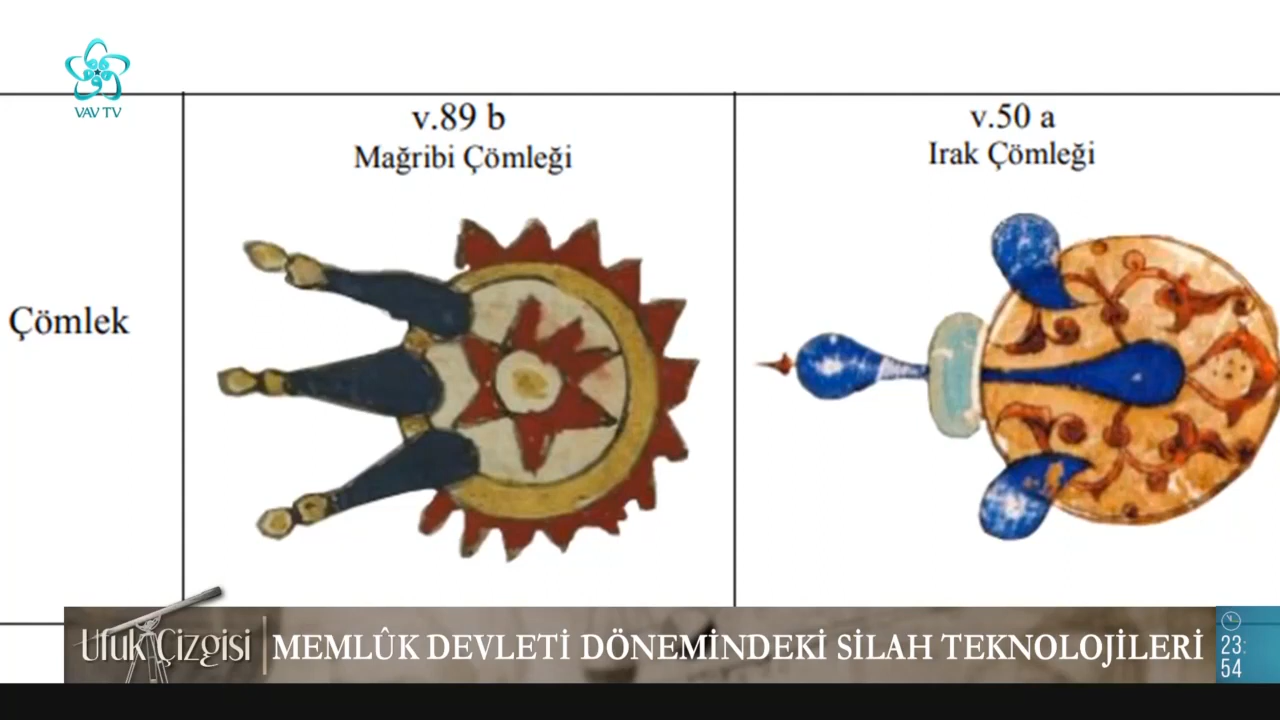 VAV TV
v.89 b
Mağribi Çömleği
v.50 a
Irak Çömleği
Çömlek
Ufuk Çizgisi
MEMLÛK DEVLETİ DÖNEMİNDEKİ SİLAH TEKNOLOJİLERİ
23:
54